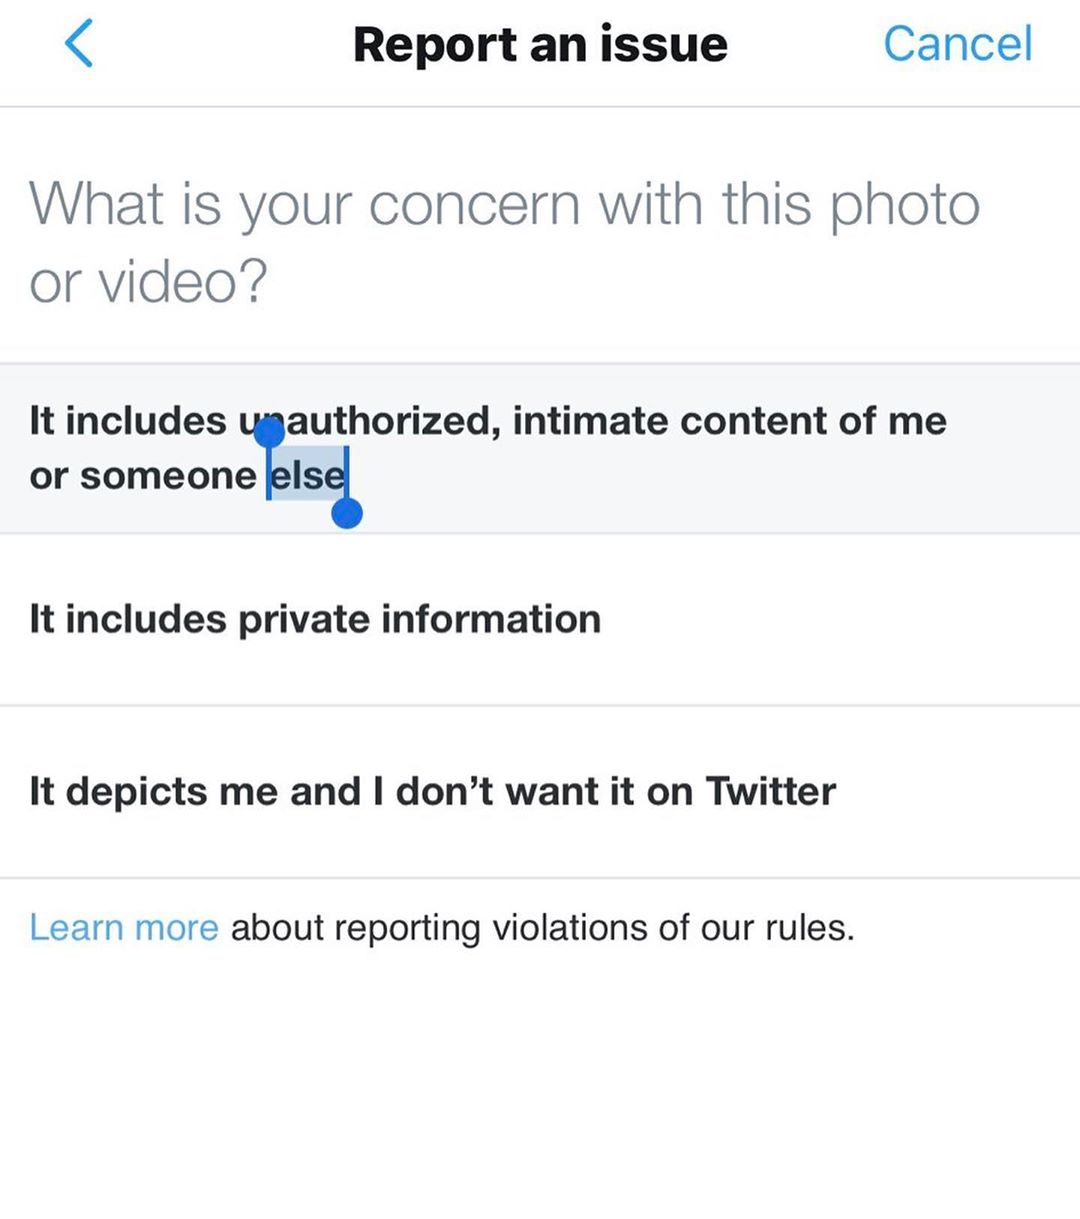 Report an issue
Cancel
What is your concern with this photo
or video?
It includes unauthorized, intimate content of me
or someone else
It includes private information
It depicts me and I don’t want it on Twitter
Learn more about reporting violations of our rules.